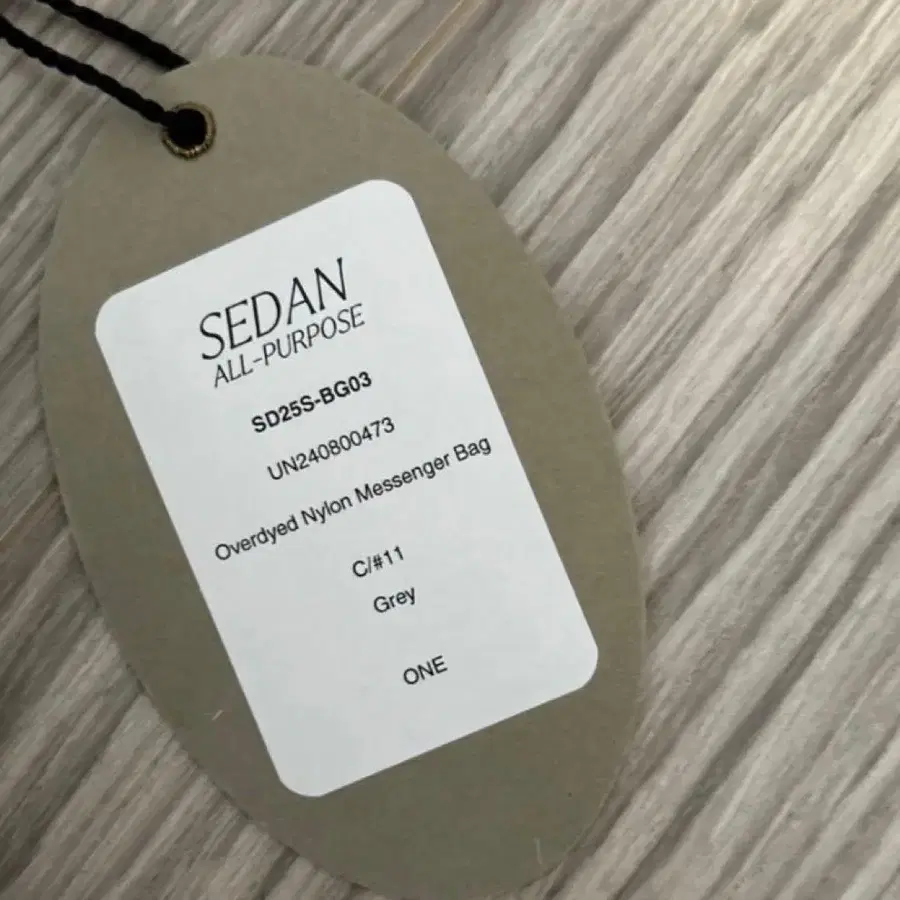 SEDAN
ALL-PURPOSE
SD25S-BG03
UN240800473
Overdyed Nylon Messenger Bag
C/#11
Grey
ONE